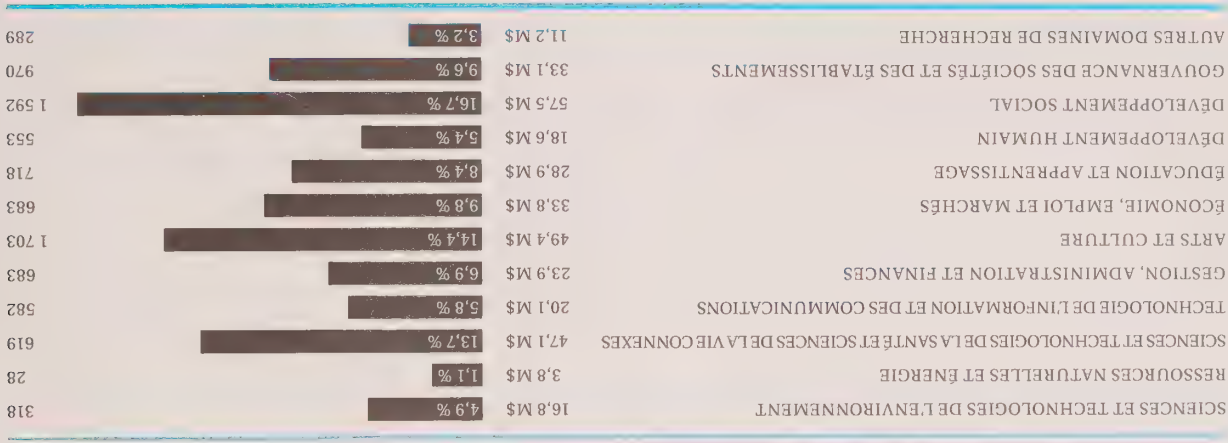 SCIENCES ET TECHNOLOGIES DE L'ENVIRONNEMENT 16,8 M$ 4,9 % 318
RESSOURCES NATURELLES ET ÉNERGIE 3,8 M$ 1,1 % 28
SCIENCES ET TECHNOLOGIES DE LA SANTÉ ET SCIENCES DE LA VIE CONNEXES 47,1 M$ 13,7 % 619
TECHNOLOGIE DE L'INFORMATION ET DES COMMUNICATIONS 20,1 M$ 5,8 % 582
GESTION, ADMINISTRATION ET FINANCES 23,9 M$ 6,9 % 683
ARTS ET CULTURE 49,4 M$ 14,4 % 1 703
ÉCONOMIE, EMPLOI ET MARCHÉS 33,8 M$ 9,8 % 683
ÉDUCATION ET APPRENTISSAGE 28,9 M$ 8,4 % 718
DÉVELOPPEMENT HUMAIN 18,6 M$ 5,4 % 553
DÉVELOPPEMENT SOCIAL 57,5 M$ 16,7 % 1 592
GOUVERNANCE DES SOCIÉTÉS ET DES ÉTABLISSEMENTS 33,1 M$ 9,6 % 970
AUTRES DOMAINES DE RECHERCHE 11,2 M$ 3,2 % 289